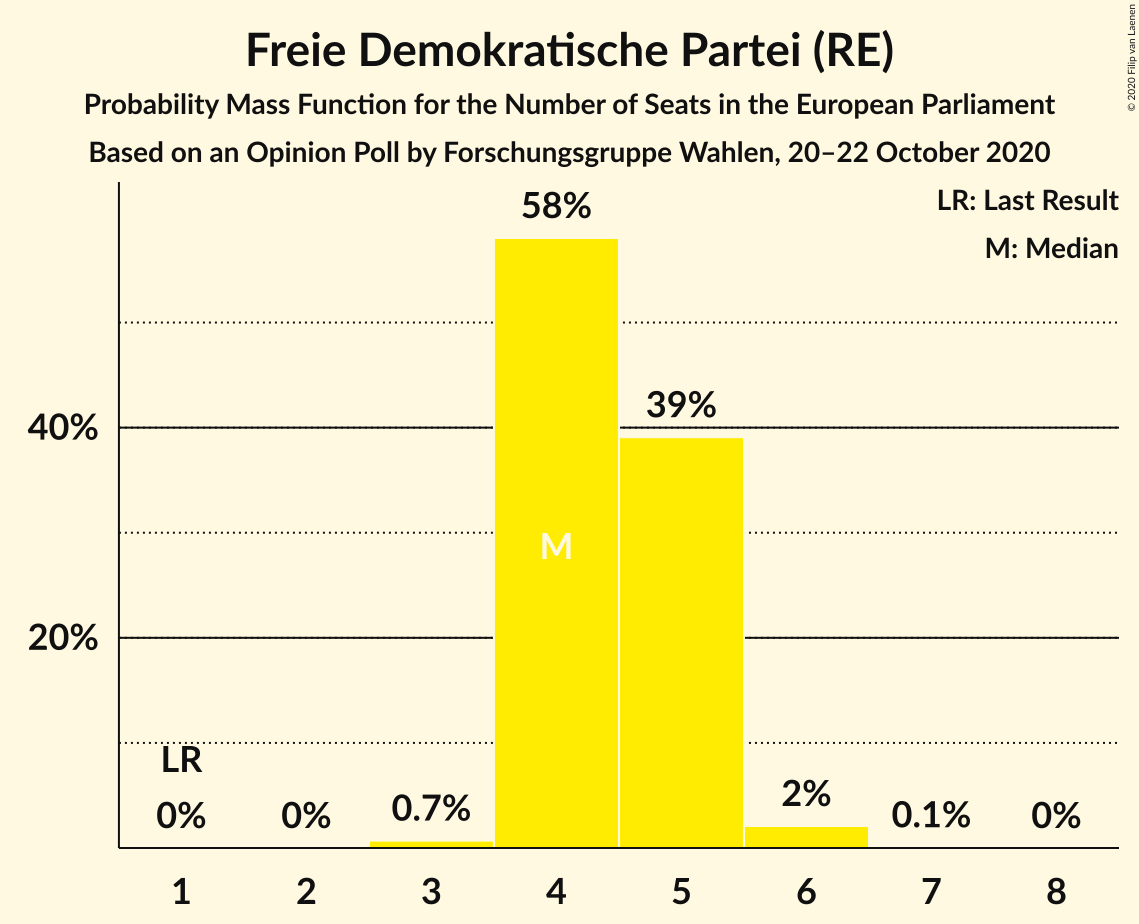 Freie Demokratische Partei (RE)
Probability Mass Function for the Number of Seats in the European Parliament
Based on an Opinion Poll by Forschungsgruppe Wahlen, 20–22 October 2020
© 2020 Filip van Laenen
LR: Last Result
M: Median
58%
39%
40%
M
20%
LR
0% 0% 0.7% 2% 0.1% 0%
1 2 3 4 5 6 7 8